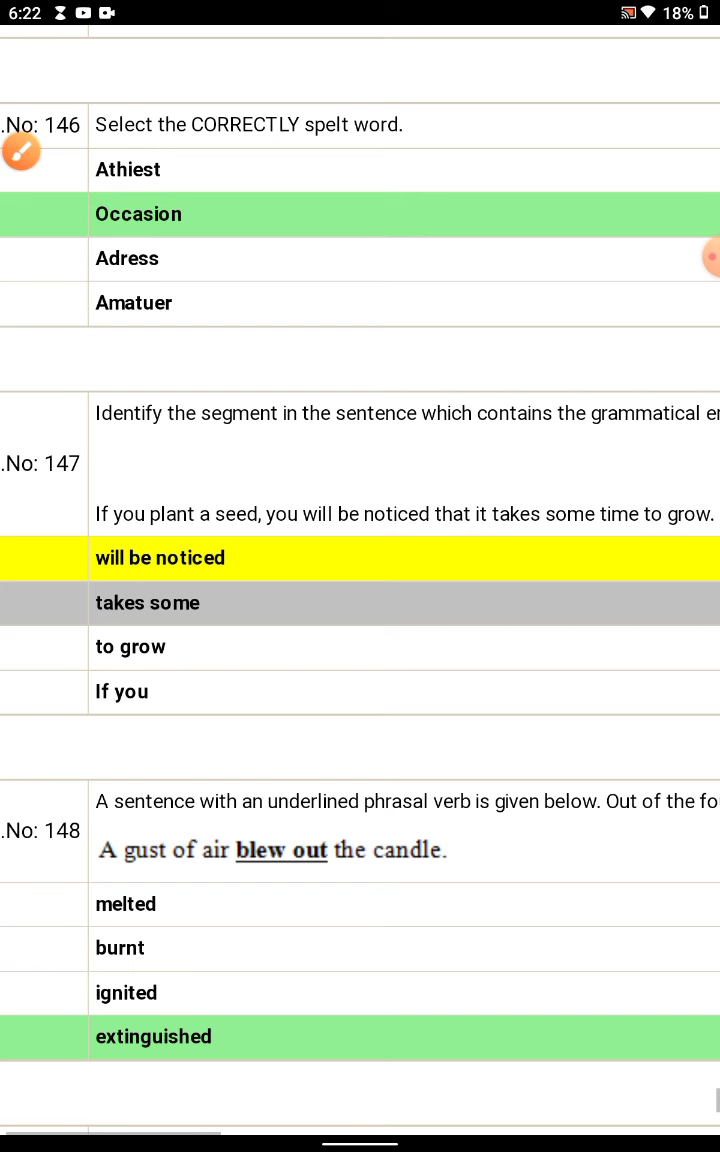 6:22 18%
.No: 146 Select the CORRECTLY spelt word.
Athiest
Occasion
Adress
Amatuer
Identify the segment in the sentence which contains the grammatical
.No: 147
If you plant a seed, you will be noticed that it takes some time to grow.
will be noticed
takes some
to grow
If you
A sentence with an underlined phrasal verb is given below. Out of the
.No: 148
A gust of air blew out the candle.
melted
burnt
ignited
extinguished